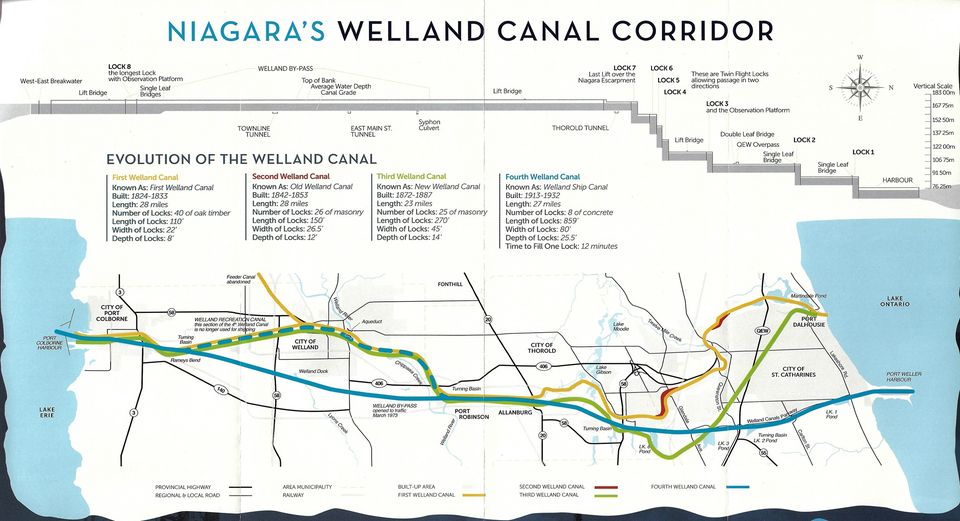 NIAGARA'S WELLAND CANAL CORRIDOR
West-East Breakwater
Lift Bridge
LOCK 8
the longest Lock
with Observation Platform
Single Leaf
Bridges
WELLAND BY-PASS
Top of Bank
Average Water Depth
Canal Grade
TOWNLINE
TUNNEL
EAST MAIN ST.
TUNNEL
Syphon
Culvert
Lift Bridge
THOROLD TUNNEL
LOCK 7
Last Lift over the
Niagara Escarpment
LOCK 6
LOCK 5
LOCK 4
These are Twin Flight Locks
allowing passage in two
directions
LOCK 3
and the Observation Platform
Lift Bridge
Double Leaf Bridge
QEW Overpass
Single Leaf
Bridge
LOCK 2
Single Leaf
Bridge
LOCK 1
HARBOUR
W
S
N
E
Vertical Scale
183 00m
167 75m
152 50m
137 25m
122 00m
106 75m
91 50m
76 25m
EVOLUTION OF THE WELLAND CANAL
First Welland Canal
Known As: First Welland Canal
Built: 1824-1833
Length: 28 miles
Number of Locks: 40 of oak timber
Length of Locks: 110'
Width of Locks: 22'
Depth of Locks: 8'
Second Welland Canal
Known As: Old Welland Canal
Built: 1842-1853
Length: 28 miles
Number of Locks: 26 of masonry
Length of Locks: 150'
Width of Locks: 26.5'
Depth of Locks: 12'
Third Welland Canal
Known As: New Welland Canal
Built: 1872-1887
Length: 23 miles
Number of Locks: 25 of masonry
Length of Locks: 270'
Width of Locks: 45'
Depth of Locks: 14'
Fourth Welland Canal
Known As: Welland Ship Canal
Built: 1913-1932
Length: 27 miles
Number of Locks: 8 of concrete
Length of Locks: 859'
Width of Locks: 80'
Depth of Locks: 25.5'
Time to Fill One Lock: 12 minutes
Feeder Canal
abandoned
3
CITY OF
PORT
COLBORNE
58
WELLAND RECREATION CANAL
this section of the 4th Welland Canal
is no longer used for shipping
Welland River
Aqueduct
FONTHILL
20
PORT
COLBORNE
HARBOUR
Turning
Basin
Rameys Bend
CITY OF
WELLAND
Welland Dock
Chippawa Creek
406
Turning Basin
140
58
Lyons Creek
WELLAND BY-PASS
opened to traffic
March 1973
Welland River
PORT
ROBINSON
ALLANBURG
LAKE
ERIE
CITY OF
THOROLD
406
Lake
Moodie
Lake
Gibson
58
20
58
Turning Basin
LK. 4
Pond
LK. 3
Pond
QEW
Martindale Pond
PORT
DALHOUSIE
LAKE
ONTARIO
CITY OF
ST. CATHARINES
Lakeshore Rd.
PORT WELLER
HARBOUR
Welland Canals Parkway
LK. 1
Pond
Turning Basin
LK. 2 Pond
Carlton St.
55
PROVINCIAL HIGHWAY
REGIONAL & LOCAL ROAD
AREA MUNICIPALITY
RAILWAY
BUILT-UP AREA
FIRST WELLAND CANAL
SECOND WELLAND CANAL
THIRD WELLAND CANAL
FOURTH WELLAND CANAL